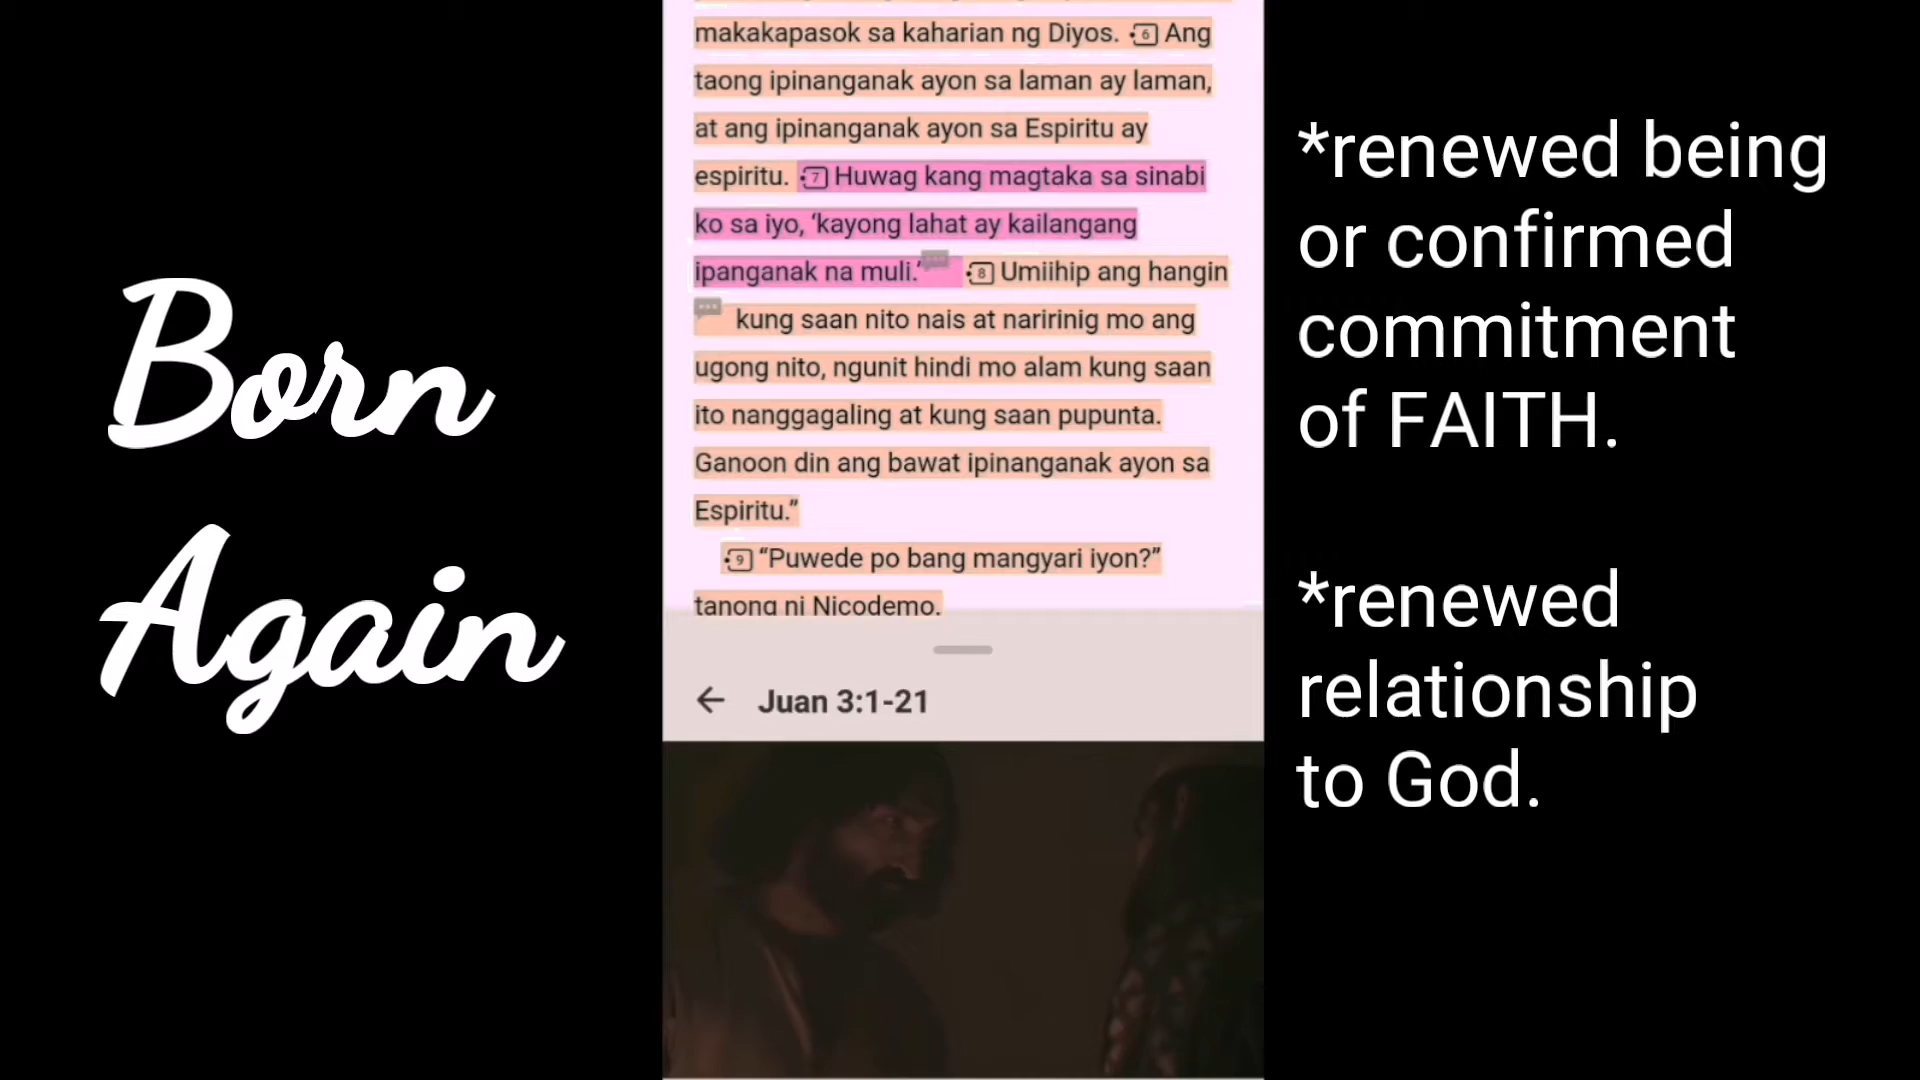 Born
Again
makakapasok sa kaharian ng Diyos. 6 Ang
taong ipinanganak ayon sa laman ay laman,
at ang ipinanganak ayon sa Espiritu ay
espiritu. 7 Huwag kang magtaka sa sinabi
ko sa iyo, ‘kayong lahat ay kailangang
ipanganak na muli.’ 8 Umiihip ang hangin
kung saan nito nais at naririnig mo ang
ugong nito, ngunit hindi mo alam kung saan
ito nanggagaling at kung saan pupunta.
Ganoon din ang bawat ipinanganak ayon sa
Espiritu.”
9 “Puwede po bang mangyari iyon?”
tanong ni Nicodemo.
Juan 3:1-21
*renewed being
or confirmed
commitment
of FAITH.
*renewed
relationship
to God.